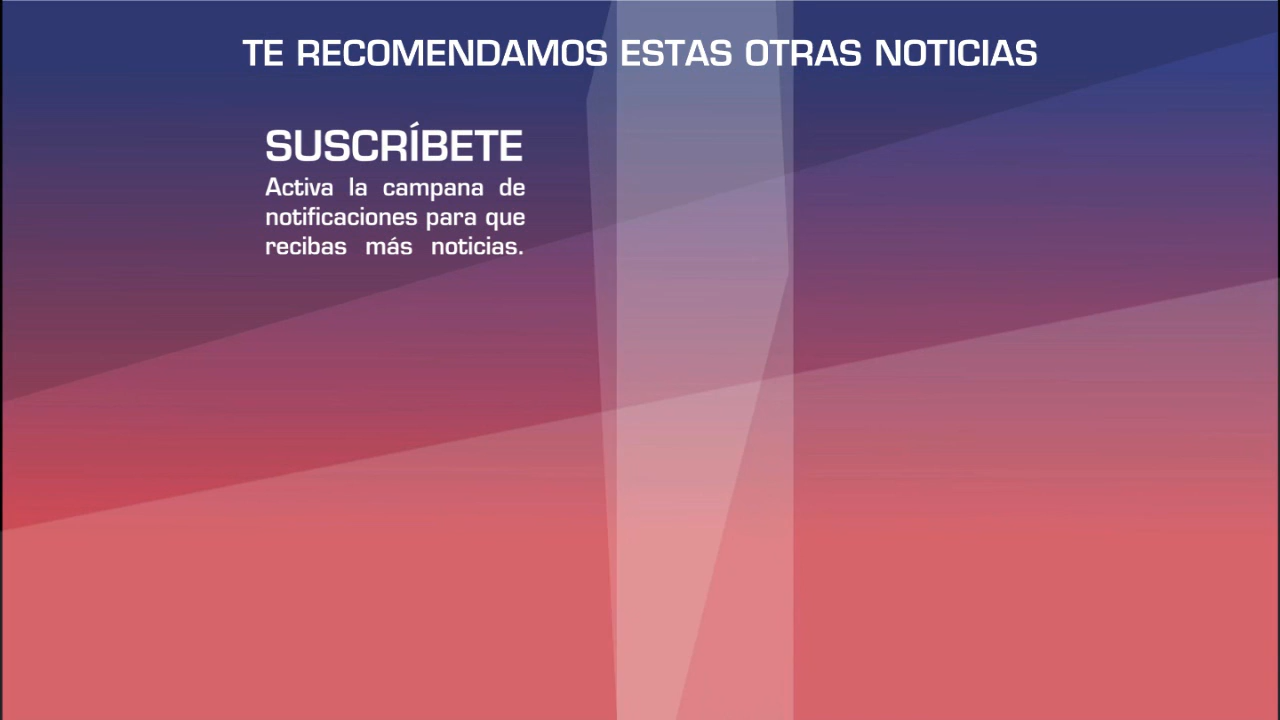 TE RECOMENDAMOS ESTAS OTRAS NOTICIAS
SUSCRÍBETE
Activa la campana de
notificaciones para que
recibas más noticias.